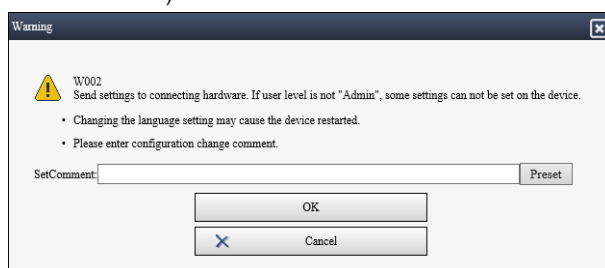 Warning
W002
Send settings to connecting hardware. If user level is not "Admin", some settings can not be set on the device.
• Changing the language setting may cause the device restarted.
• Please enter configuration change comment.
SetComment: Preset
OK
Cancel